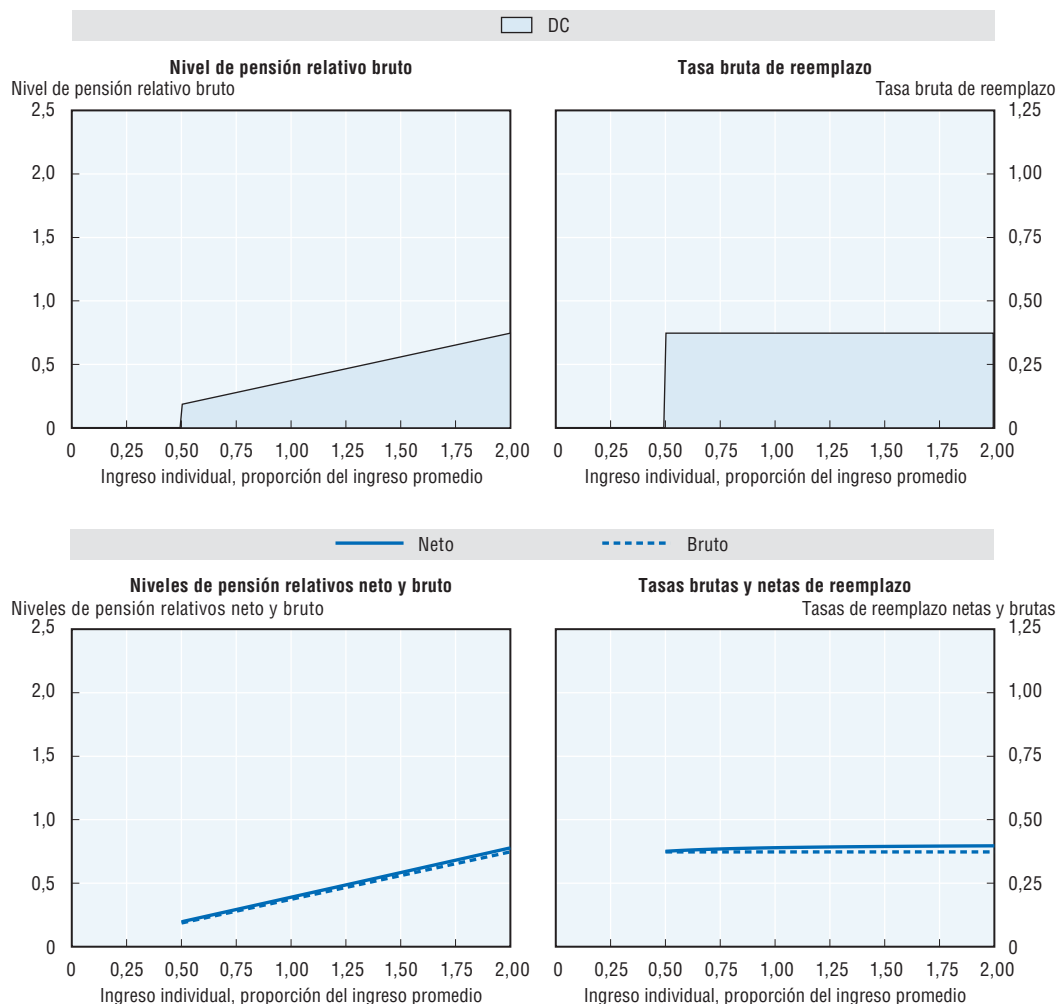 DC
Nivel de pensión relativo bruto
Nivel de pensión relativo bruto
2,5
2,0
1,5
1,0
0,5
0
0 0,25 0,50 0,75 1,00 1,25 1,50 1,75 2,00
Ingreso individual, proporción del ingreso promedio
Tasa bruta de reemplazo
Tasa bruta de reemplazo
1,25
1,00
0,75
0,50
0,25
0
0 0,25 0,50 0,75 1,00 1,25 1,50 1,75 2,00
Ingreso individual, proporción del ingreso promedio
Neto Bruto
Niveles de pensión relativos neto y bruto
Niveles de pensión relativos neto y bruto
2,5
2,0
1,5
1,0
0,5
0
0 0,25 0,50 0,75 1,00 1,25 1,50 1,75 2,00
Ingreso individual, proporción del ingreso promedio
Tasas brutas y netas de reemplazo
Tasas de reemplazo netas y brutas
1,25
1,00
0,75
0,50
0,25
0
0 0,25 0,50 0,75 1,00 1,25 1,50 1,75 2,00
Ingreso individual, proporción del ingreso promedio